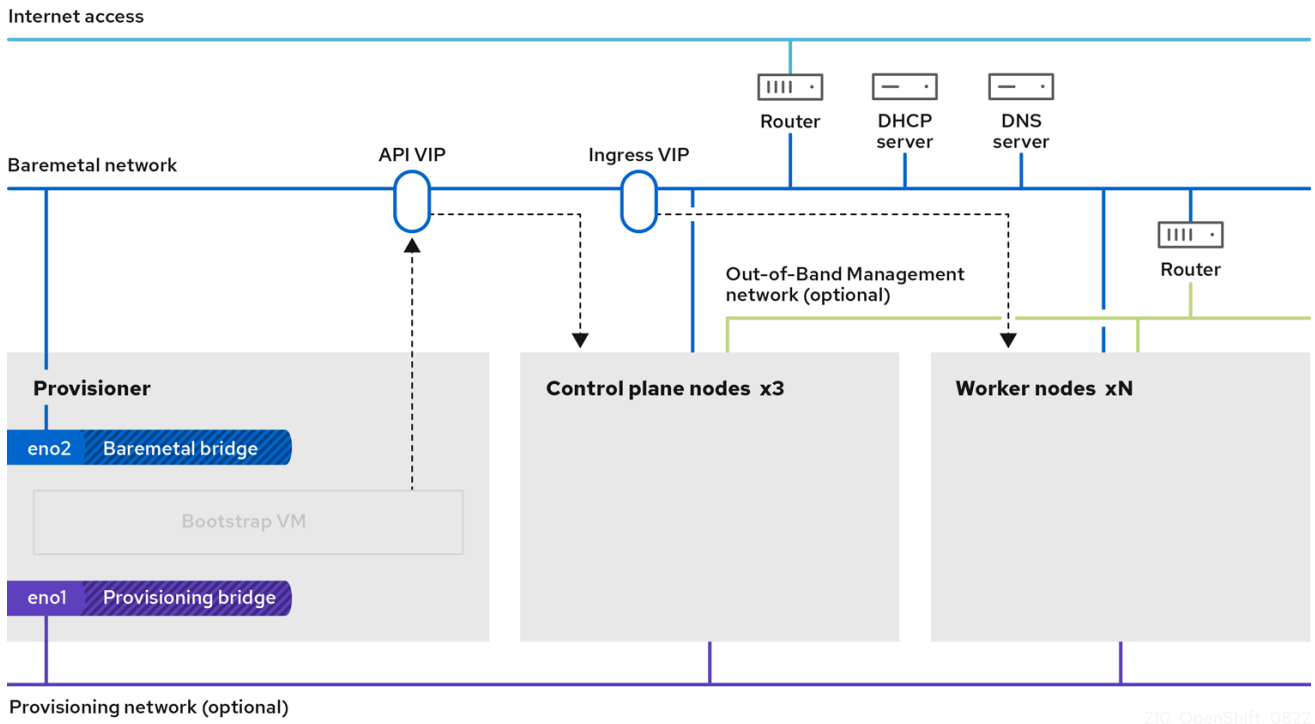 Internet access
Router
DHCP
server
DNS
server
Baremetal network
API VIP
Ingress VIP
Router
Out-of-Band Management
network (optional)
Provisioner
eno2
Baremetal bridge
Bootstrap VM
eno1
Provisioning bridge
Control plane nodes x3
Worker nodes xN
Provisioning network (optional)
210_OpenShift_0822